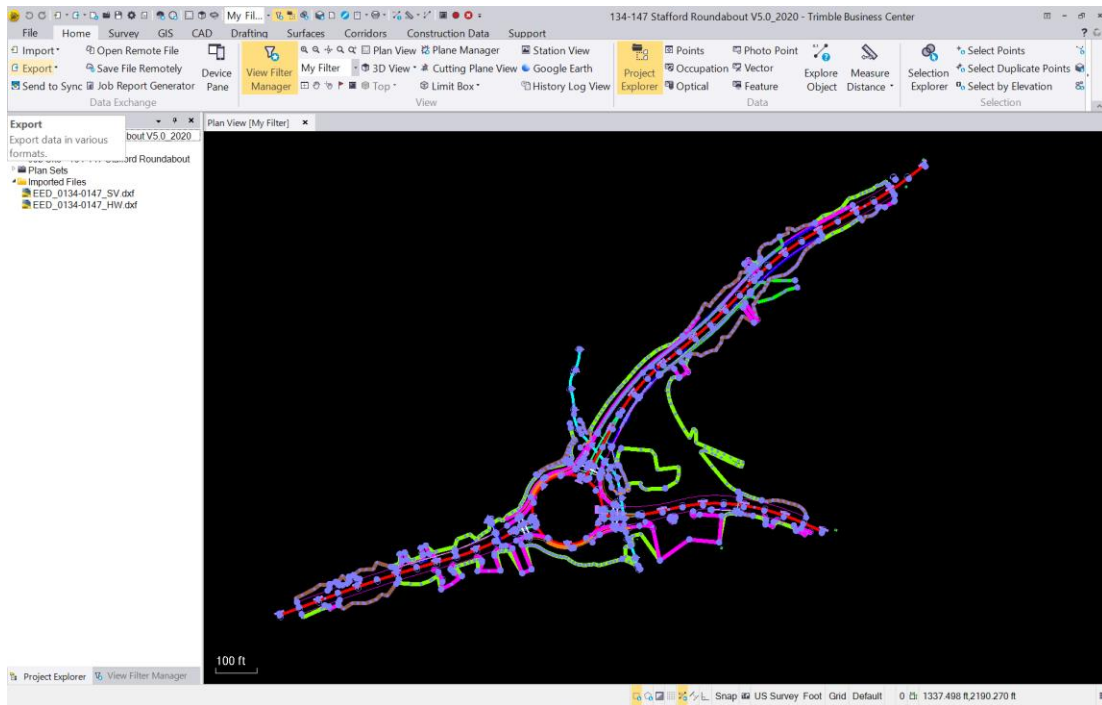 My Fil...
134-147 Stafford Roundabout V5.0_2020 - Trimble Business Center
File Home Survey GIS CAD Drafting Surfaces Corridors Construction Data Support
Import Open Remote File
Export Save File Remotely
Send to Sync Job Report Generator
Device Pane
Data Exchange
View Filter Manager
Plan View Plane Manager Station View
My Filter 3D View Cutting Plane View Google Earth
Top Limit Box History Log View
View
Project Explorer
Points Photo Point
Occupation Vector
Optical Feature
Explore Object
Measure Distance
Data
Selection Explorer
Select Points
Select Duplicate Points
Select by Elevation
Selection
Export
Export data in various
formats.
bout V5.0_2020
Stafford Roundabout
Plan Sets
Imported Files
EED_0134-0147_SV.dxf
EED_0134-0147_HW.dxf
Plan View [My Filter]
100 ft
Project Explorer View Filter Manager
Snap US Survey Foot Grid Default 0 1337.498 ft,2190.270 ft